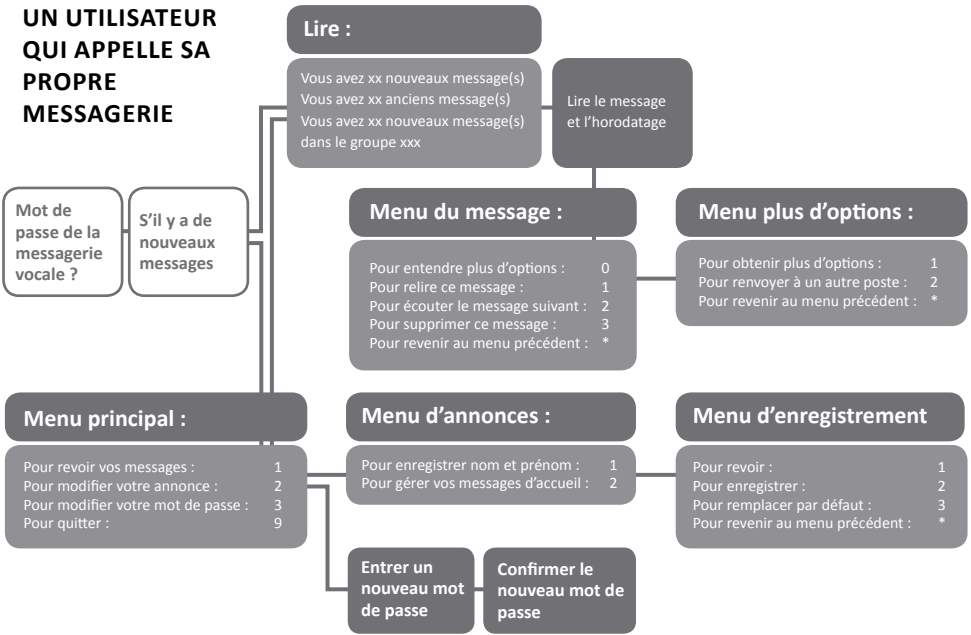 UN UTILISATEUR
QUI APPELLE SA
PROPRE
MESSAGERIE
Lire :
Vous avez xx nouveaux message(s)
Vous avez xx anciens message(s)
Vous avez xx nouveaux message(s)
dans le groupe xxx
Lire le message
et l’horodatage
Mot de
passe de la
messagerie
vocale ?
S’il y a de
nouveaux
messages
Menu du message :
Pour entendre plus d’options : 0
Pour relire ce message : 1
Pour écouter le message suivant : 2
Pour supprimer ce message : 3
Pour revenir au menu précédent : *
Menu plus d’options :
Pour obtenir plus d’options : 1
Pour renvoyer à un autre poste : 2
Pour revenir au menu précédent : *
Menu principal :
Pour revoir vos messages : 1
Pour modifier votre annonce : 2
Pour modifier votre mot de passe : 3
Pour quitter : 9
Menu d’annonces :
Pour enregistrer nom et prénom : 1
Pour gérer vos messages d’accueil : 2
Menu d’enregistrement
Pour revoir : 1
Pour enregistrer : 2
Pour remplacer par défaut : 3
Pour revenir au menu précédent : *
Entrer un
nouveau mot
de passe
Confirmer le
nouveau mot de
passe